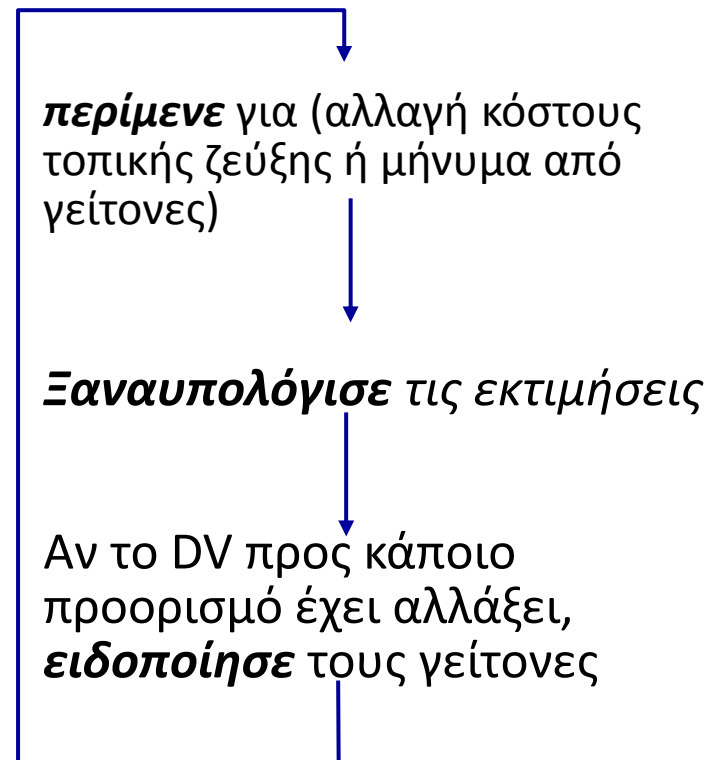 περίμενε για (αλλαγή κόστους
τοπικής ζεύξης ή μήνυμα από
γείτονες)
Ξαναυπολόγισε τις εκτιμήσεις
Αν το DV προς κάποιο
προορισμό έχει αλλάξει,
ειδοποίησε τους γείτονες